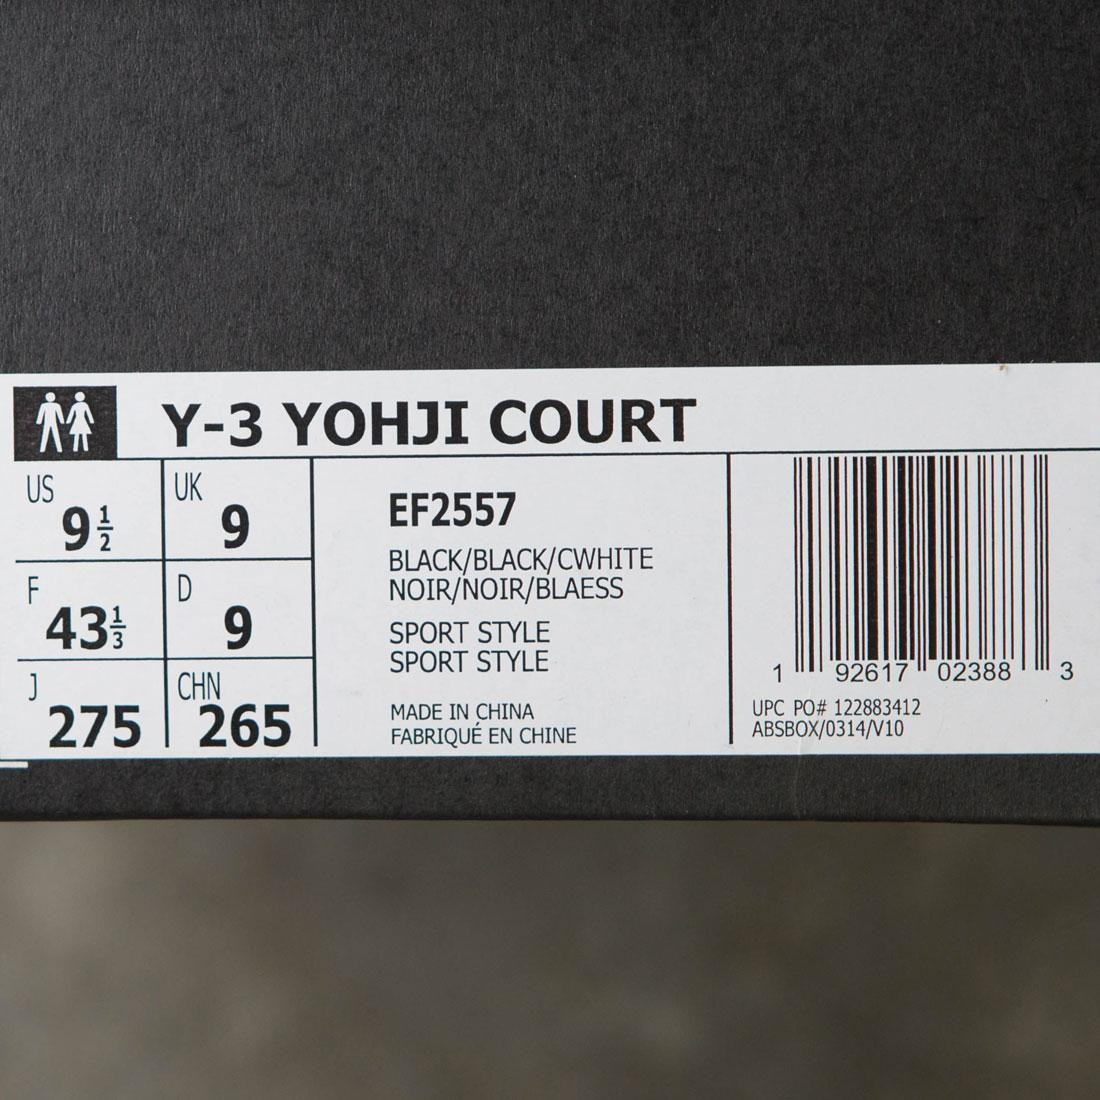 Y-3 YOHJI COURT
US 9 1/2
UK 9
F 43 1/3
D 9
J 275
CHN 265
EF2557
BLACK/BLACK/CWHITE
NOIR/NOIR/BLAESS
SPORT STYLE
SPORT STYLE
MADE IN CHINA
FABRIQUÉ EN CHINE
1 92617 02388 3
UPC PO# 122883412
ABSBOX/0314/V10